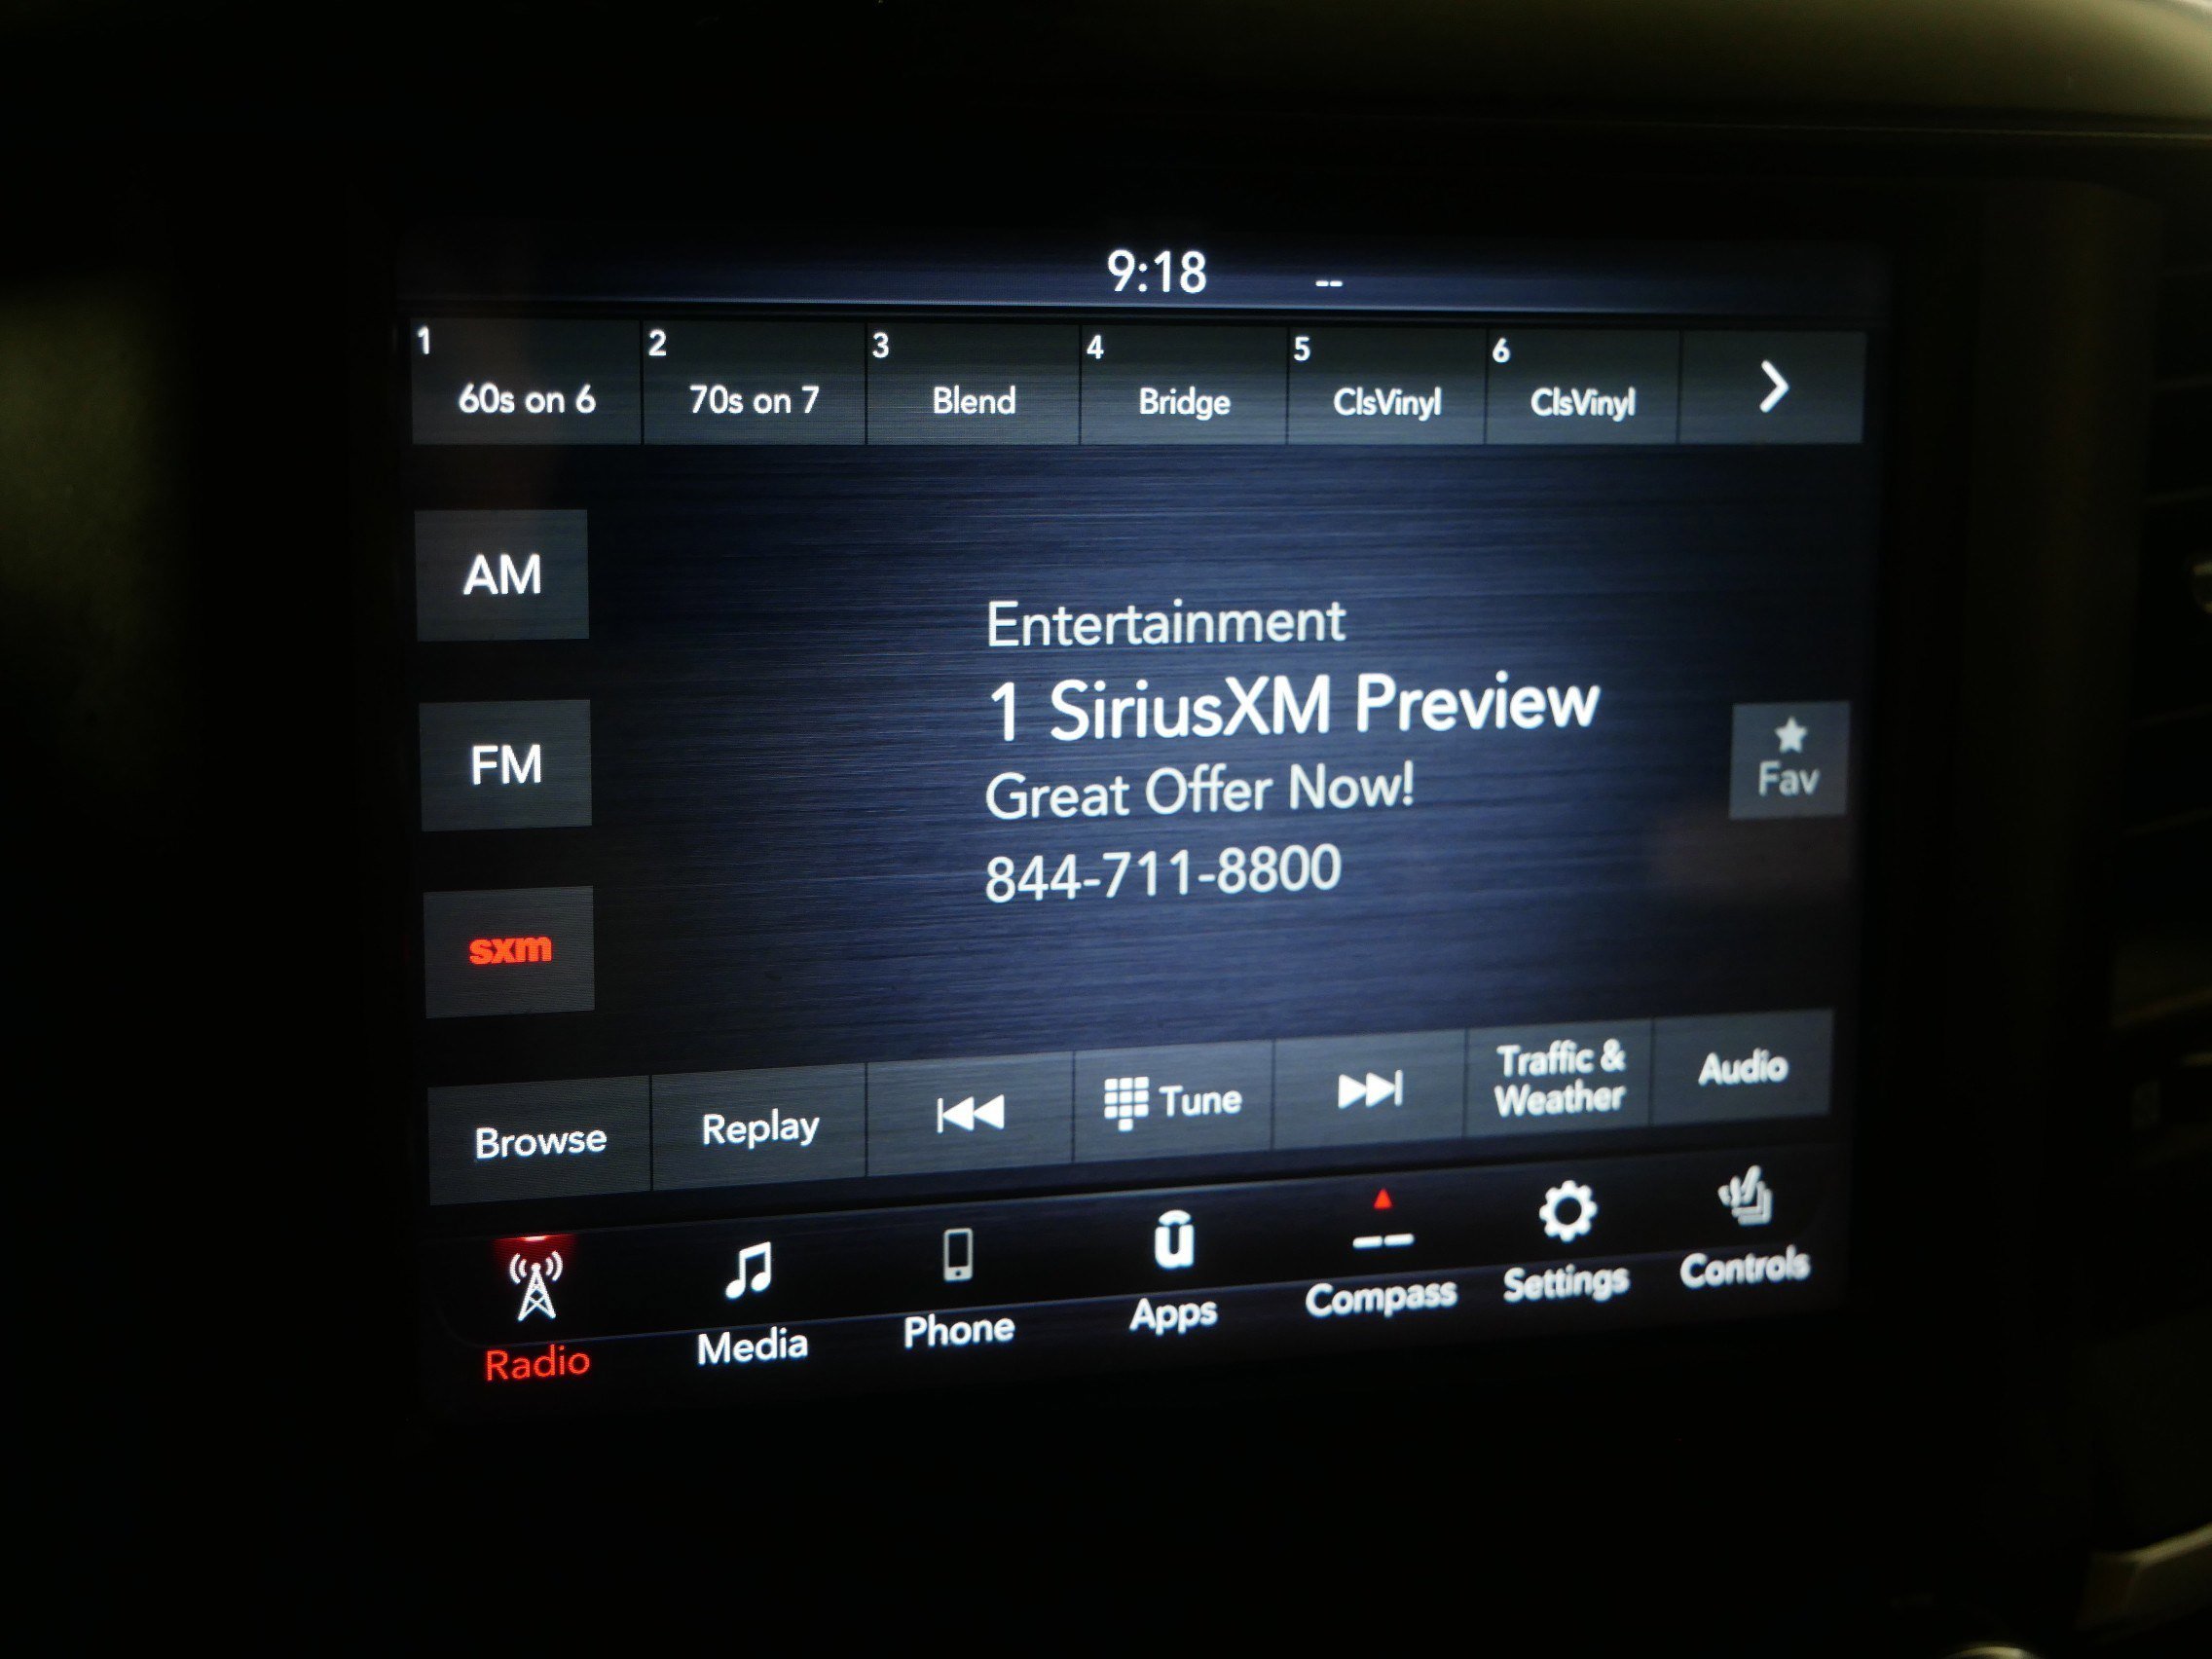 9:18 --
1 2 3 4 5 6
60s on 6 70s on 7 Blend Bridge ClsVinyl ClsVinyl
AM
Entertainment
1 SiriusXM Preview
FM
Fav
Great Offer Now!
844-711-8800
sxm
Browse Replay Tune Traffic & Weather Audio
Radio Media Phone Apps Compass Settings Controls